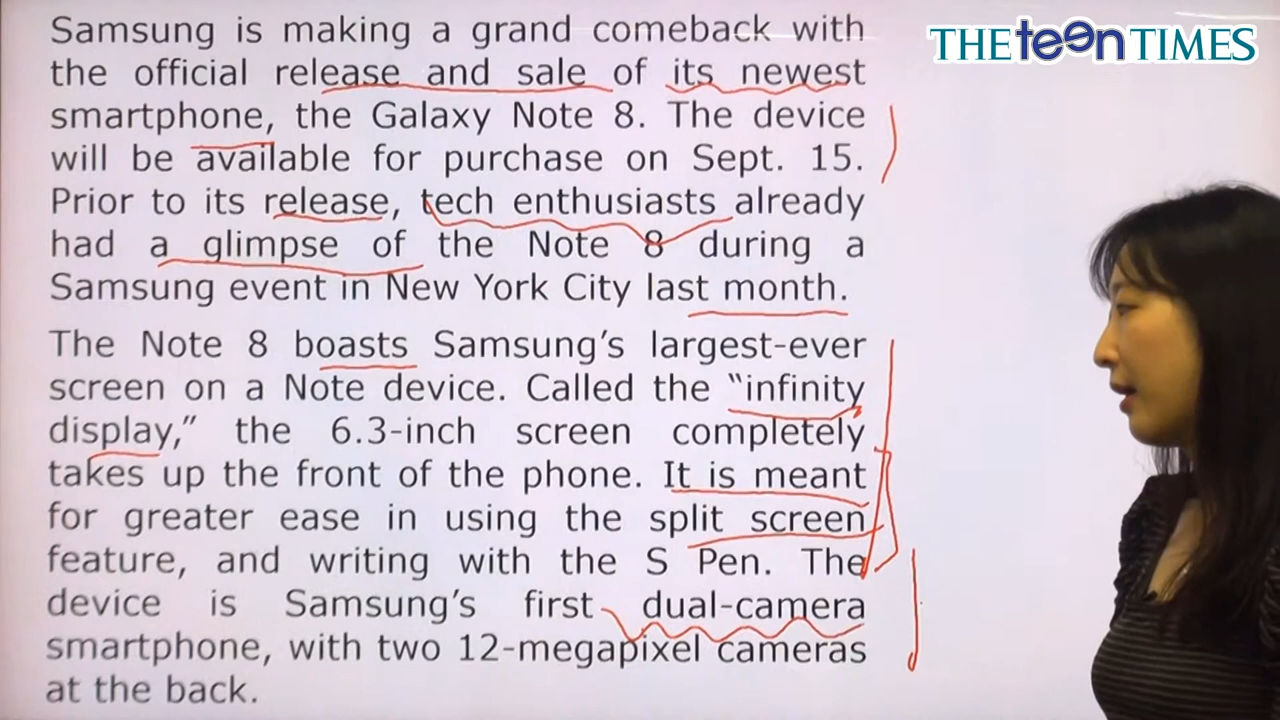 THE teen TIMES
Samsung is making a grand comeback with
the official release and sale of its newest
smartphone, the Galaxy Note 8. The device
will be available for purchase on Sept. 15.
Prior to its release, tech enthusiasts already
had a glimpse of the Note 8 during a
Samsung event in New York City last month.
The Note 8 boasts Samsung's largest-ever
screen on a Note device. Called the “infinity
display,” the 6.3-inch screen completely
takes up the front of the phone. It is meant
for greater ease in using the split screen
feature, and writing with the S Pen. The
device is Samsung's first dual-camera
smartphone, with two 12-megapixel cameras
at the back.